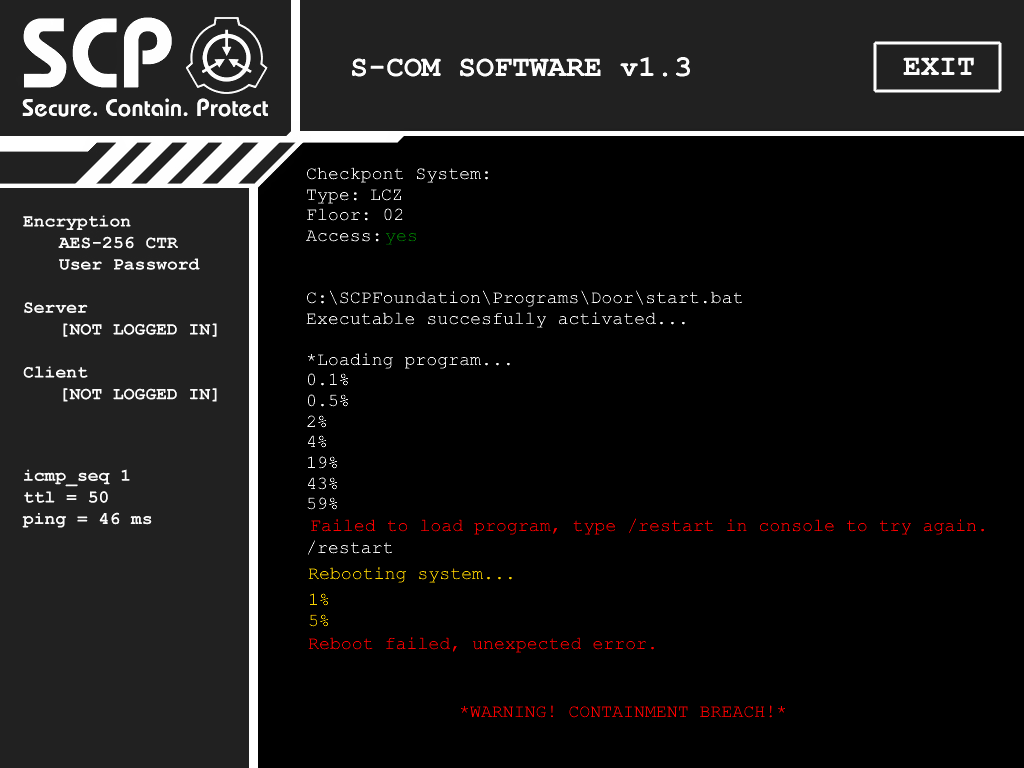 SCP
Secure. Contain. Protect
S-COM SOFTWARE v1.3
EXIT
Encryption
AES-256 CTR
User Password
Server
[NOT LOGGED IN]
Client
[NOT LOGGED IN]
icmp_seq 1
ttl = 50
ping = 46 ms
Checkpont System:
Type: LCZ
Floor: 02
Access: yes
C:\SCPFoundation\Programs\Door\start.bat
Executable succesfully activated...
*Loading program...
0.1%
0.5%
2%
4%
19%
43%
59%
Failed to load program, type /restart in console to try again.
/restart
Rebooting system...
1%
5%
Reboot failed, unexpected error.
*WARNING! CONTAINMENT BREACH!*